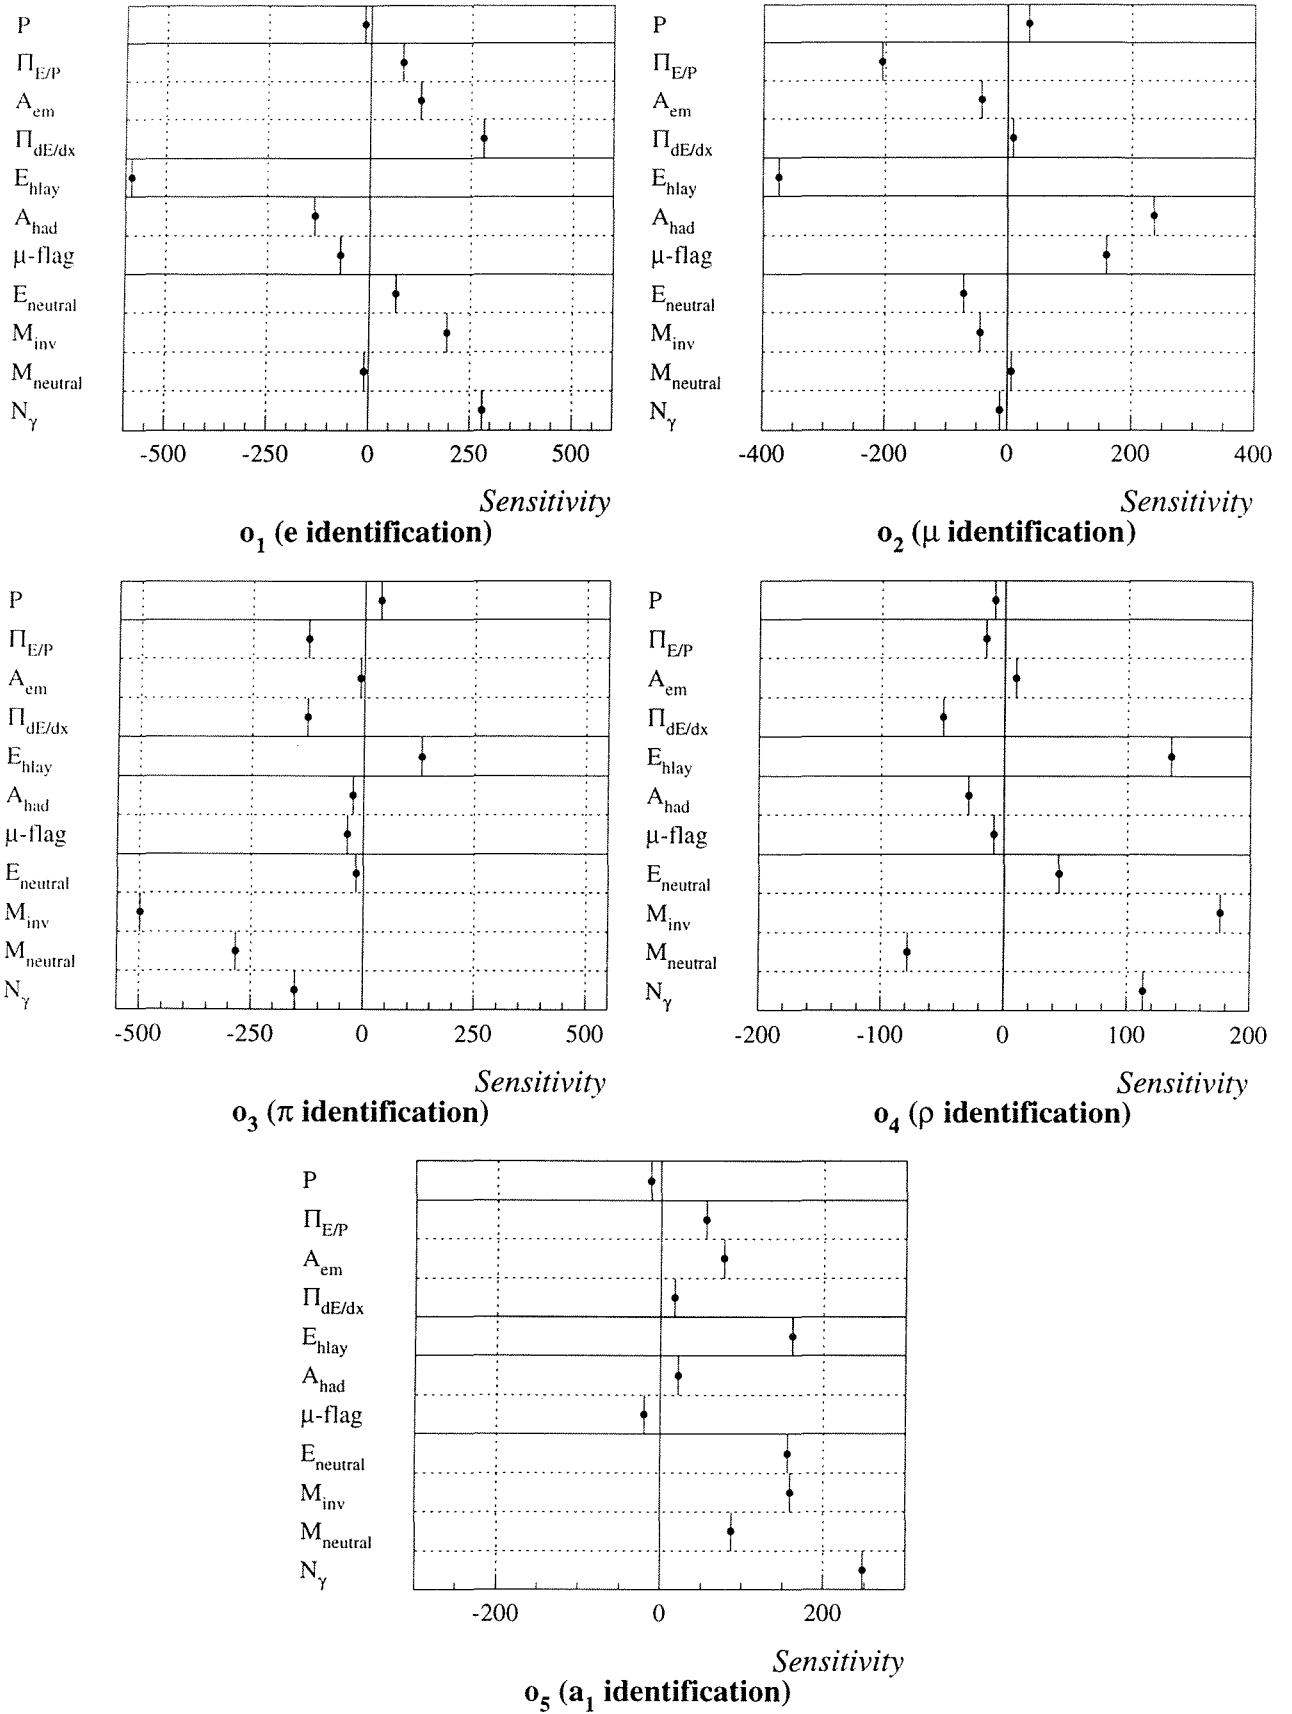 P
Π_E/P
A_em
Π_dE/dx
E_hlay
A_had
μ-flag
E_neutral
M_inv
M_neutral
N_γ
-500 -250 0 250 500
Sensitivity
o_1 (e identification)
P
Π_E/P
A_em
Π_dE/dx
E_hlay
A_had
μ-flag
E_neutral
M_inv
M_neutral
N_γ
-400 -200 0 200 400
Sensitivity
o_2 (μ identification)
P
Π_E/P
A_em
Π_dE/dx
E_hlay
A_had
μ-flag
E_neutral
M_inv
M_neutral
N_γ
-500 -250 0 250 500
Sensitivity
o_3 (π identification)
P
Π_E/P
A_em
Π_dE/dx
E_hlay
A_had
μ-flag
E_neutral
M_inv
M_neutral
N_γ
-200 -100 0 100 200
Sensitivity
o_4 (ρ identification)
P
Π_E/P
A_em
Π_dE/dx
E_hlay
A_had
μ-flag
E_neutral
M_inv
M_neutral
N_γ
-200 0 200
Sensitivity
o_5 (a_1 identification)